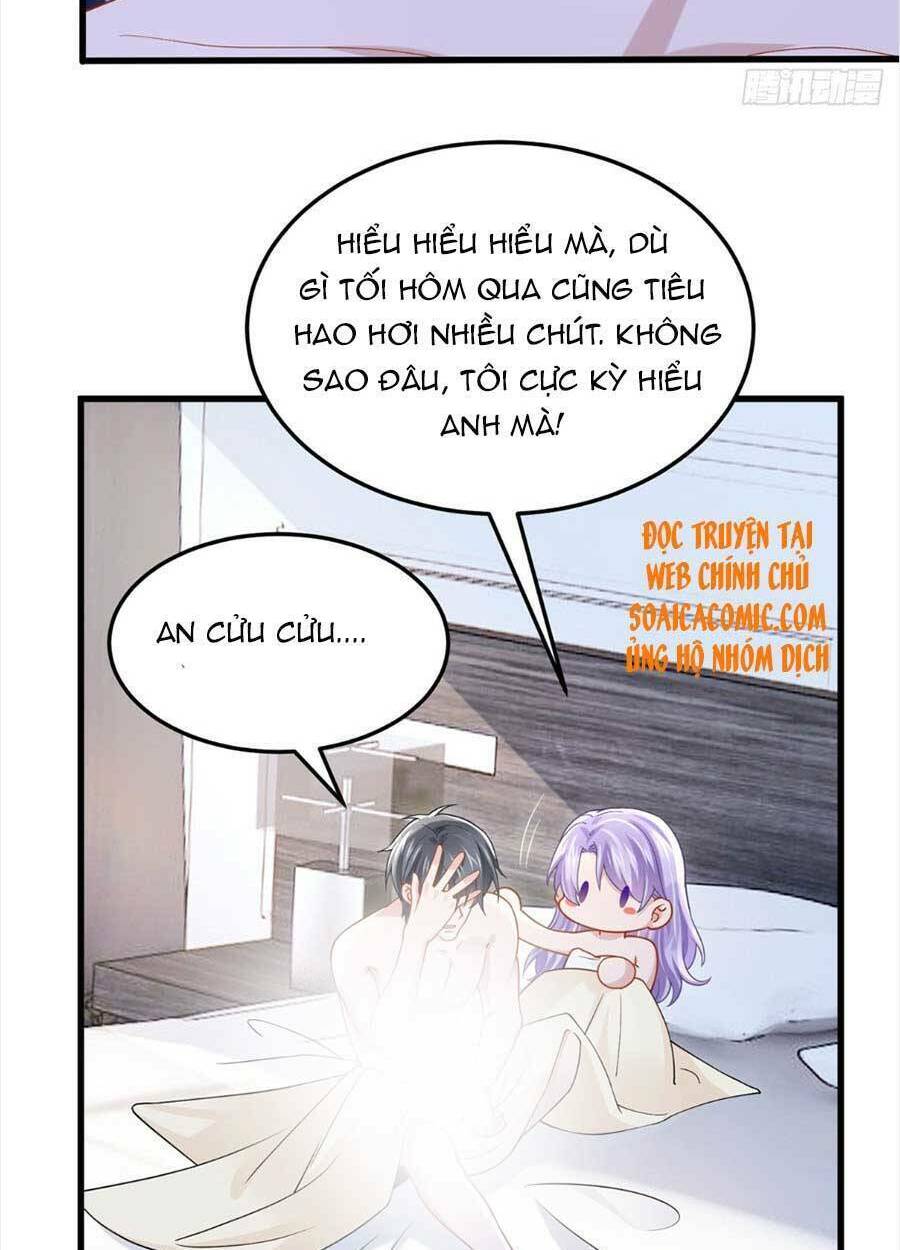 腾讯动漫
HIỂU HIỂU HIỂU MÀ, DÙ
GÌ TỐI HÔM QUA CŨNG TIÊU
HAO HƠI NHIỀU CHÚT. KHÔNG
SAO ĐÂU, TÔI CỰC KỲ HIỂU
ANH MÀ!
ĐỌC TRUYỆN TẠI
WEB CHÍNH CHỦ
SOAICACOMIC.COM
ỦNG HỘ NHÓM DỊCH
AN CỬU CỬU....